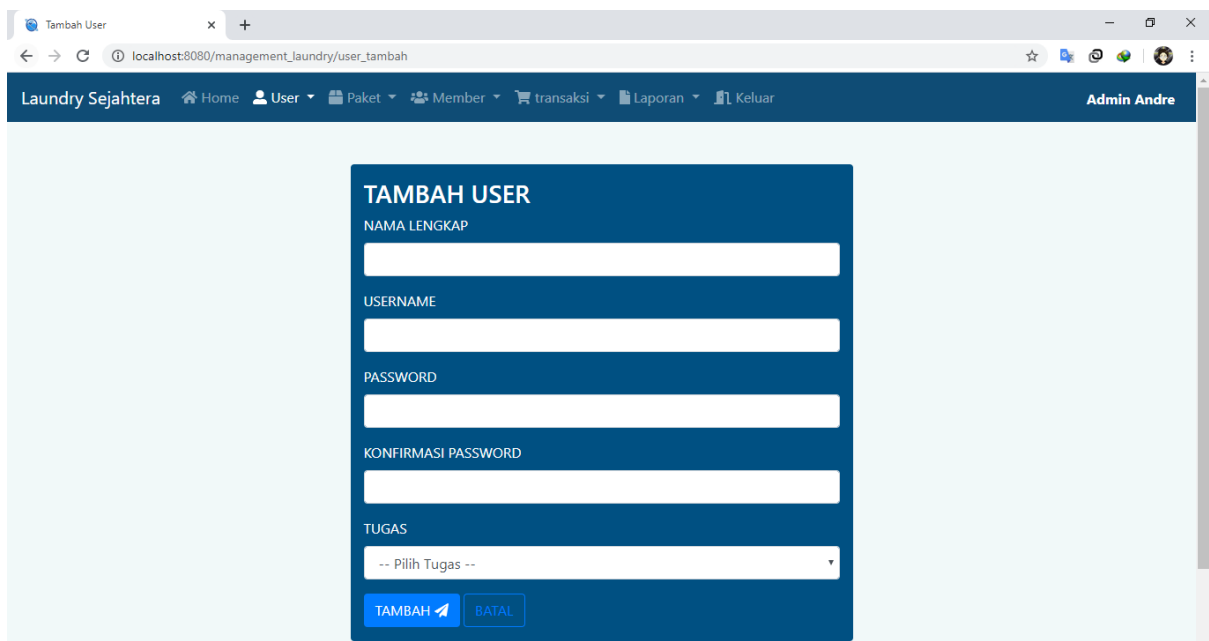 Tambah User
localhost:8080/management_laundry/user_tambah
Laundry Sejahtera Home User Paket Member transaksi Laporan Keluar Admin Andre
TAMBAH USER
NAMA LENGKAP
USERNAME
PASSWORD
KONFIRMASI PASSWORD
TUGAS
-- Pilih Tugas --
TAMBAH BATAL